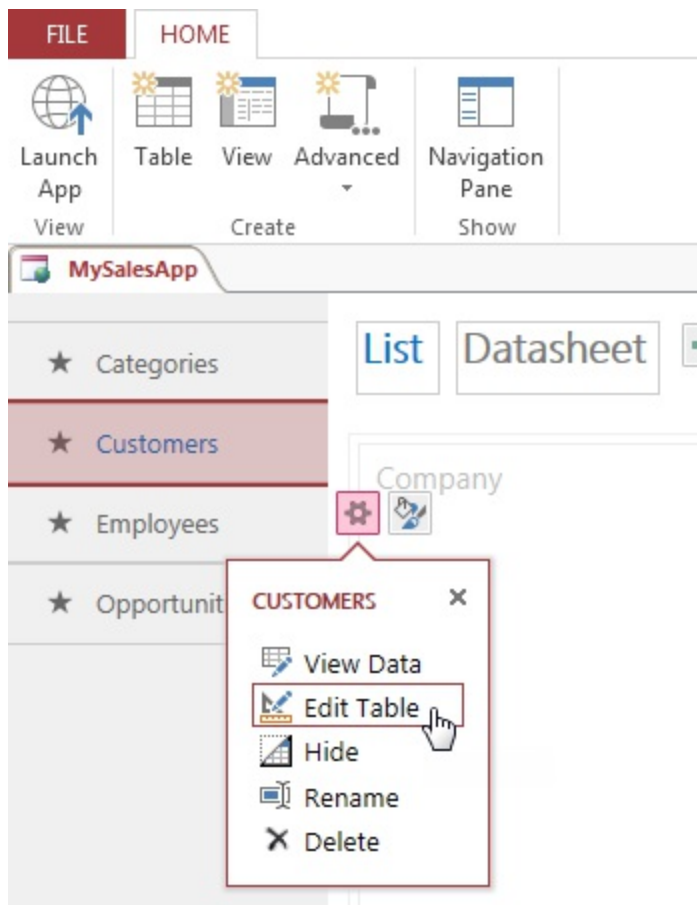 FILE HOME
Launch App
Table View Advanced
Navigation Pane
View Create Show
MySalesApp
List Datasheet
Categories
Customers
Company
Employees
Opportunit
CUSTOMERS
View Data
Edit Table
Hide
Rename
Delete